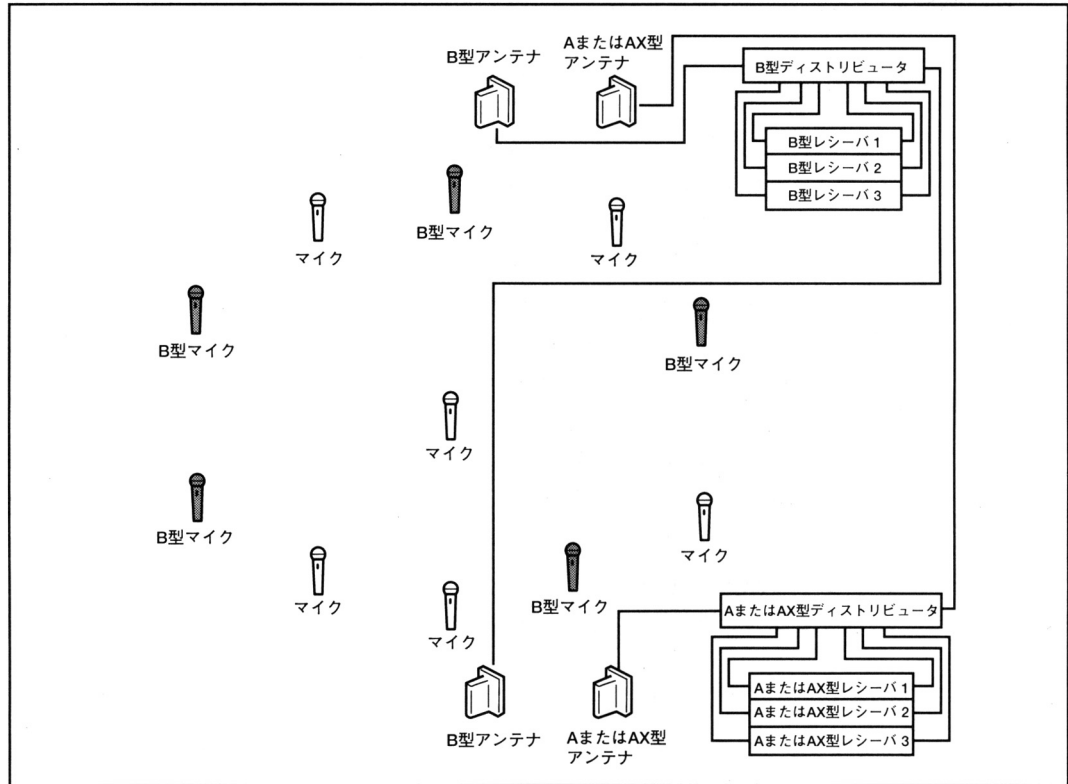 B型アンテナ
AまたはAX型
アンテナ
B型ディストリビュータ
B型レシーバ 1
B型レシーバ 2
B型レシーバ 3
B型マイク
マイク
マイク
B型マイク
B型マイク
マイク
B型マイク
マイク
B型マイク
マイク
マイク
AまたはAX型ディストリビュータ
AまたはAX型レシーバ 1
AまたはAX型レシーバ 2
AまたはAX型レシーバ 3
B型アンテナ
AまたはAX型
アンテナ